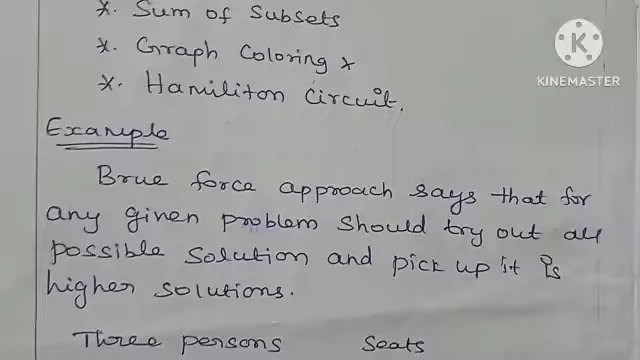 *. Sum of Subsets
*. Graph Coloring *
*. Hamiliton Circuit.
K
KINEMASTER
Example
Brue force approach says that for
any given problem should try out all
possible solution and pick up it is
higher solutions.
Three persons seats